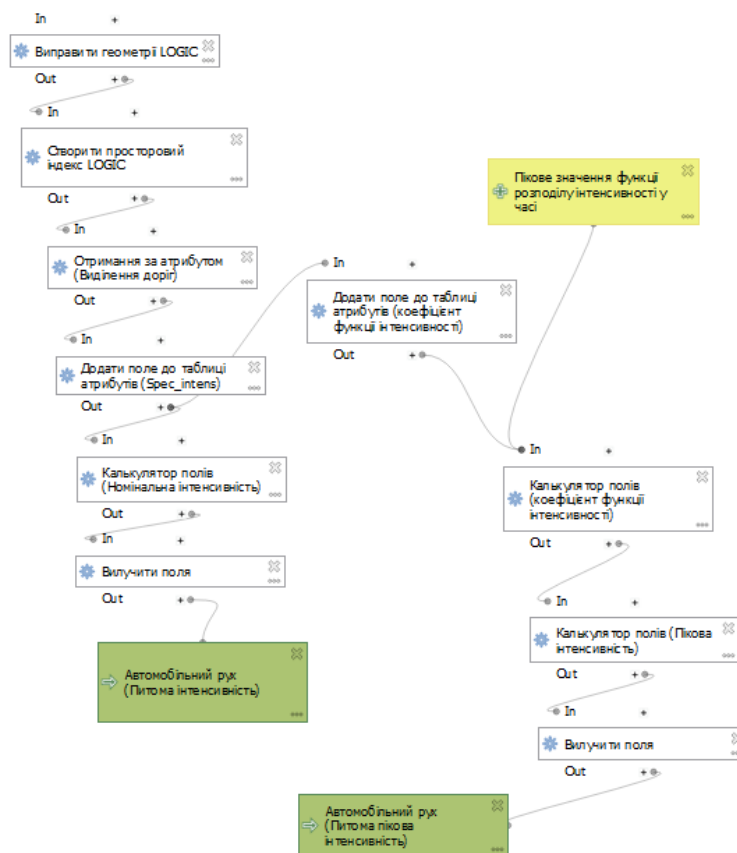 In
Виправити геометрії LOGIC
Out
In
Створити просторовий
індекс LOGIC
Out
In
Отримання за атрибутом
(Виділення доріг)
Out
In
Додати поле до таблиці
атрибутів (Spec_intens)
Out
In
Калькулятор полів
(Номінальна інтенсивність)
Out
In
Вилучити поля
Out
Автомобільний рух
(Питома інтенсивність)
In
Додати поле до таблиці
атрибутів (коефіцієнт
функції інтенсивності)
Out
Пікове значення функції
розподілу інтенсивності у
часі
In
Калькулятор полів
(коефіцієнт функції
інтенсивності)
Out
In
Калькулятор полів (Пікова
інтенсивність)
Out
In
Вилучити поля
Out
Автомобільний рух
(Питома пікова
інтенсивність)